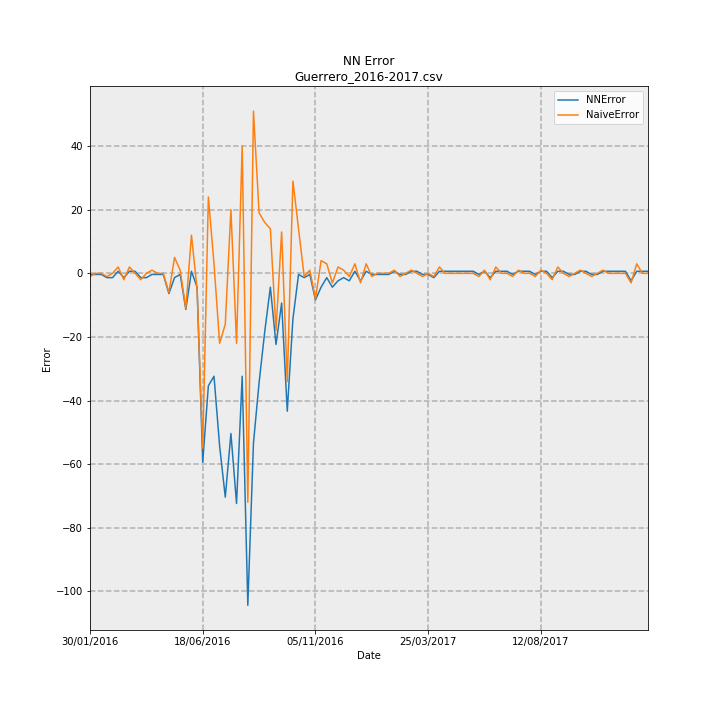 NN Error
Guerrero_2016-2017.csv
NNError
NaiveError
40
20
0
−20
−40
−60
−80
−100
Error
30/01/2016 18/06/2016 05/11/2016 25/03/2017 12/08/2017
Date